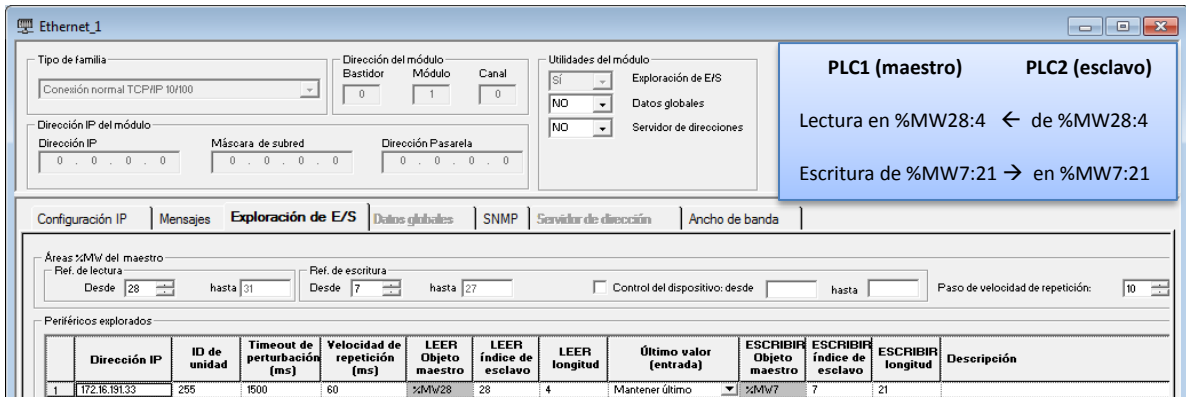 Ethernet_1
Tipo de familia
Conexión normal TCP/IP 10/100
Dirección del módulo
Bastidor Módulo Canal
0 1 0
Utilidades del módulo
SÍ Exploración de E/S
NO Datos globales
NO Servidor de direcciones
Dirección IP del módulo
Dirección IP Máscara de subred Dirección Pasarela
0 . 0 . 0 . 0 0 . 0 . 0 . 0 0 . 0 . 0 . 0
PLC1 (maestro) PLC2 (esclavo)
Lectura en %MW28:4 ← de %MW28:4
Escritura de %MW7:21 → en %MW7:21
Configuración IP Mensajes Exploración de E/S Datos globales SNMP Servidor de dirección Ancho de banda
Áreas %MW del maestro
Ref. de lectura
Desde 28 hasta 31
Ref. de escritura
Desde 7 hasta 27
Control del dispositivo: desde hasta
Paso de velocidad de repetición: 10
Periféricos explorados
Dirección IP ID de unidad Timeout de perturbación (ms) Velocidad de repetición (ms) LEER Objeto maestro LEER índice de esclavo LEER longitud Último valor (entrada) ESCRIBIR Objeto maestro ESCRIBIR índice de esclavo ESCRIBIR longitud Descripción
1 172.16.191.33 255 1500 60 %MW28 28 4 Mantener último %MW7 7 21